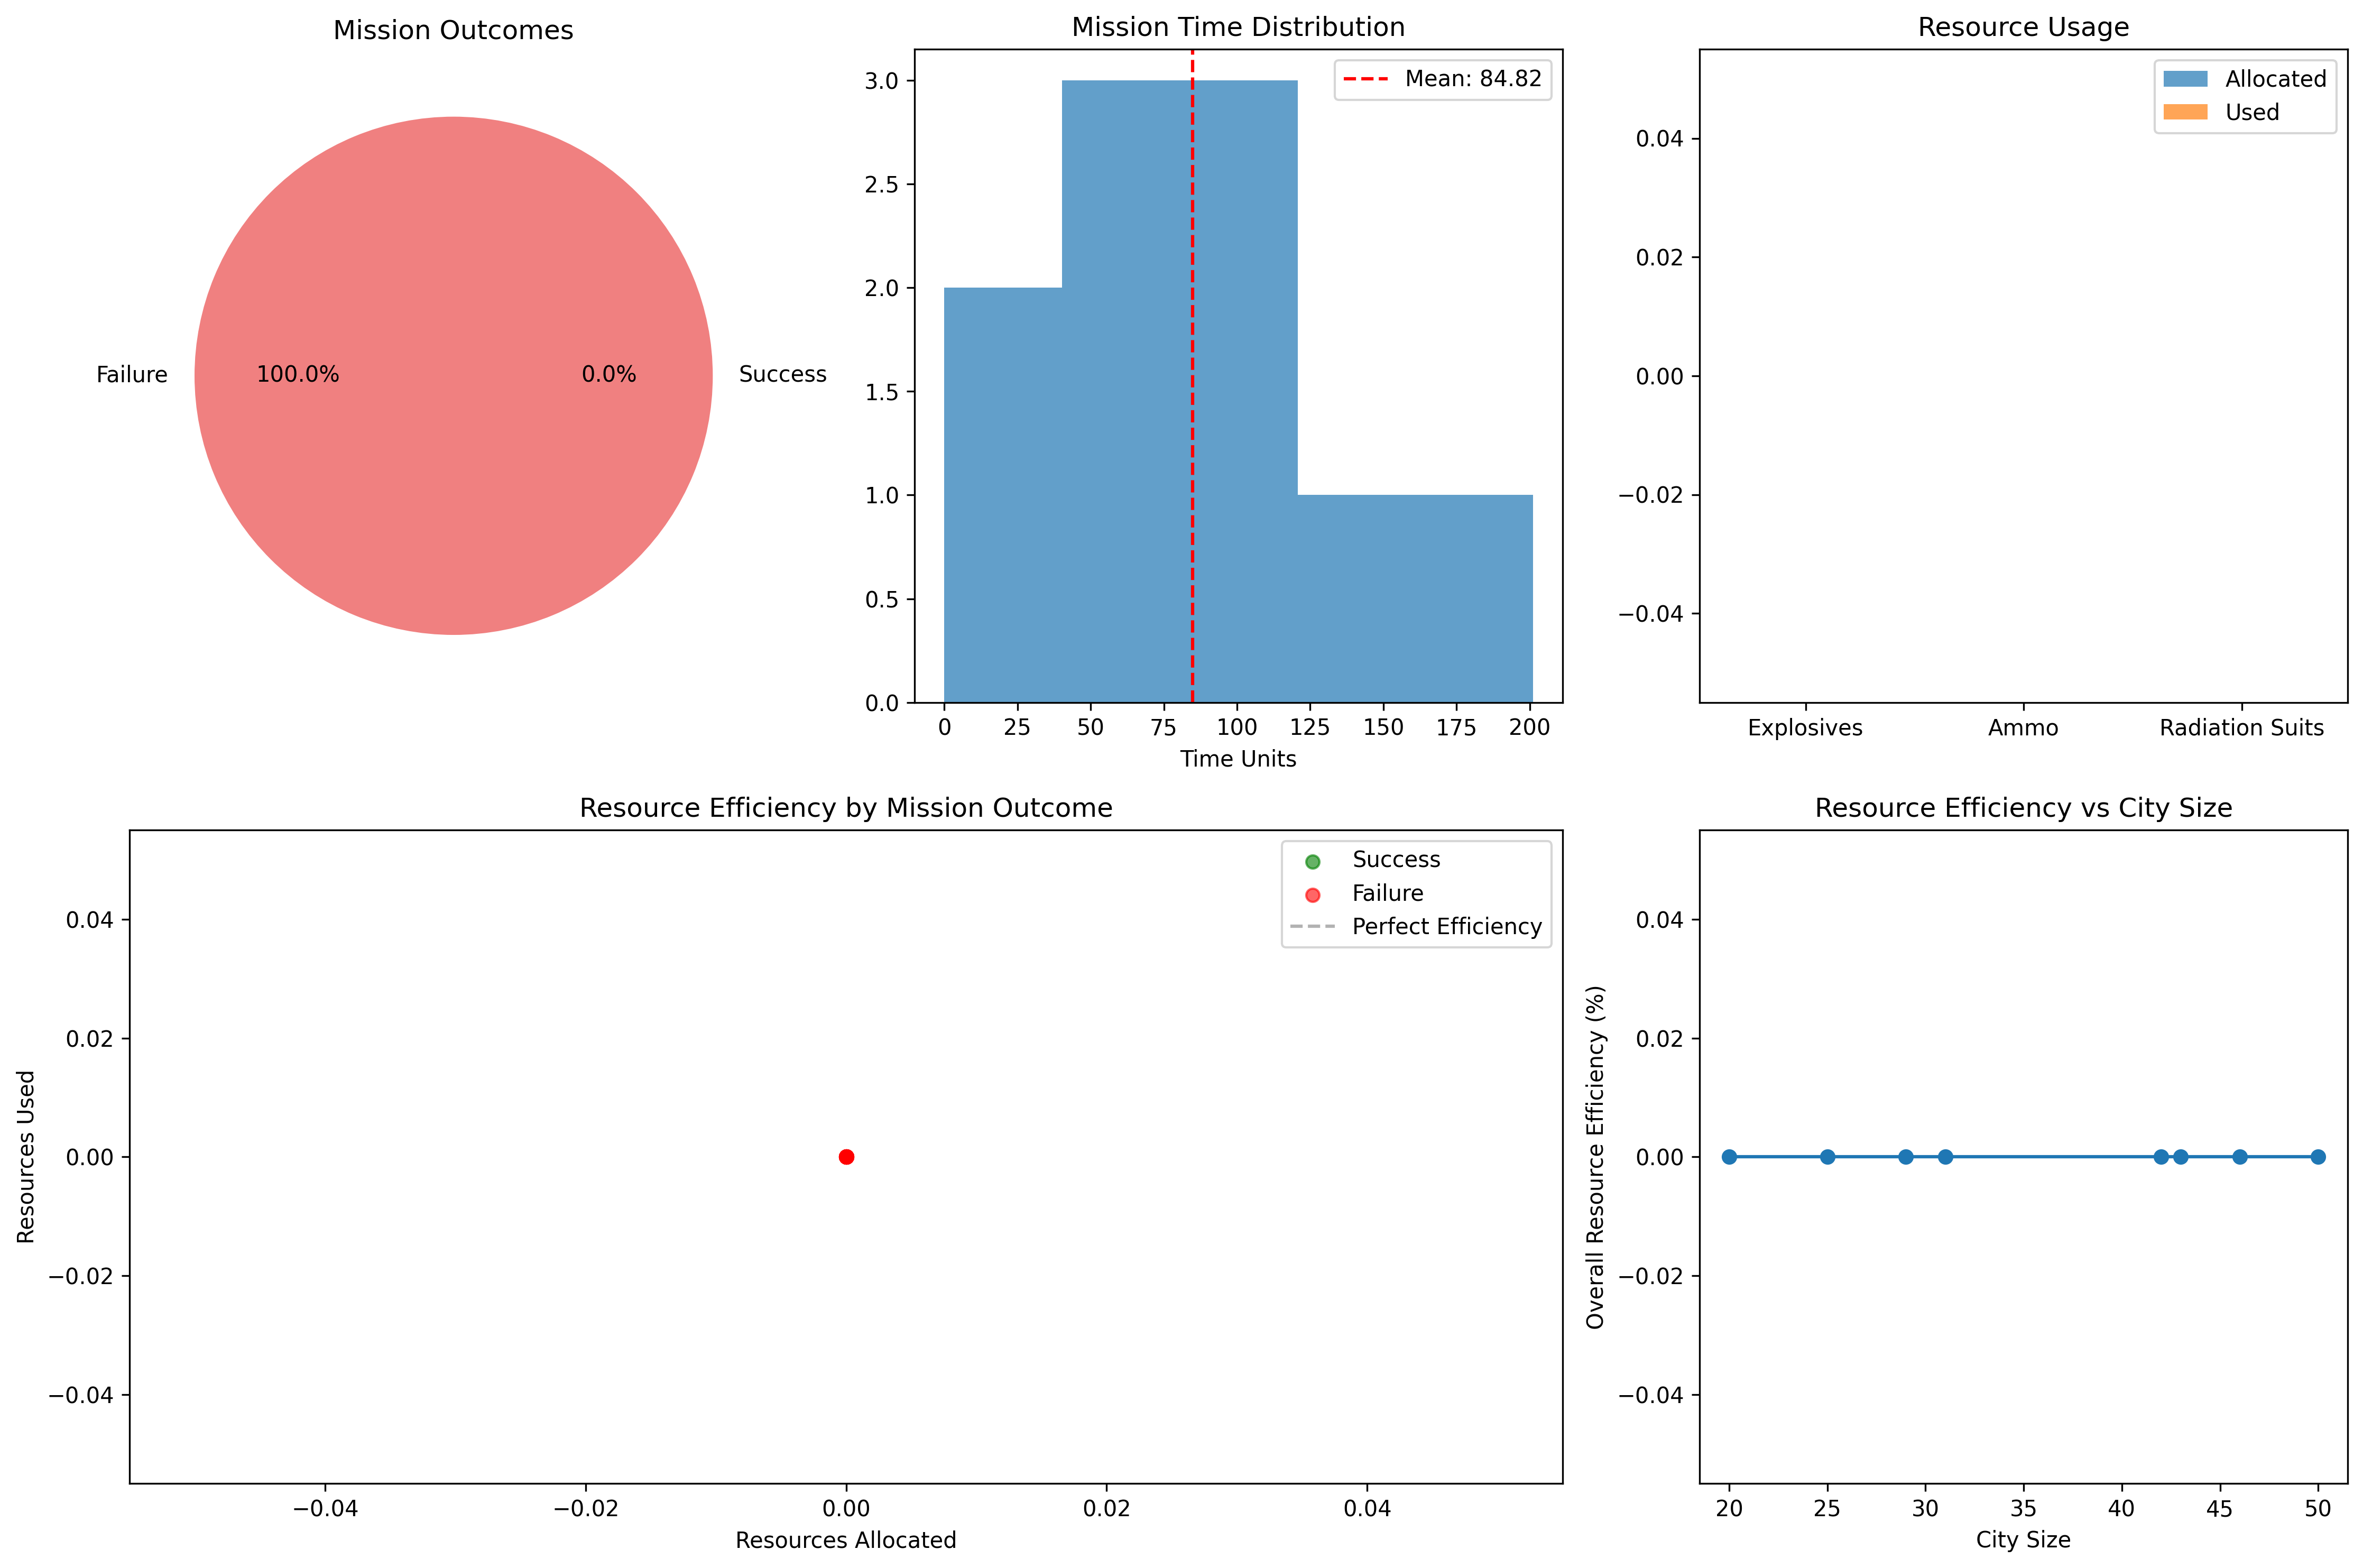 Mission Outcomes
Failure
100.0%
0.0%
Success
Mission Time Distribution
Mean: 84.82
3.0
2.5
2.0
1.5
1.0
0.5
0.0
0 25 50 75 100 125 150 175 200
Time Units
Resource Usage
Allocated
Used
0.04
0.02
0.00
−0.02
−0.04
Explosives Ammo Radiation Suits
Resource Efficiency by Mission Outcome
Success
Failure
Perfect Efficiency
Resources Used
0.04
0.02
0.00
−0.02
−0.04
−0.04 −0.02 0.00 0.02 0.04
Resources Allocated
Resource Efficiency vs City Size
Overall Resource Efficiency (%)
0.04
0.02
0.00
−0.02
−0.04
20 25 30 35 40 45 50
City Size